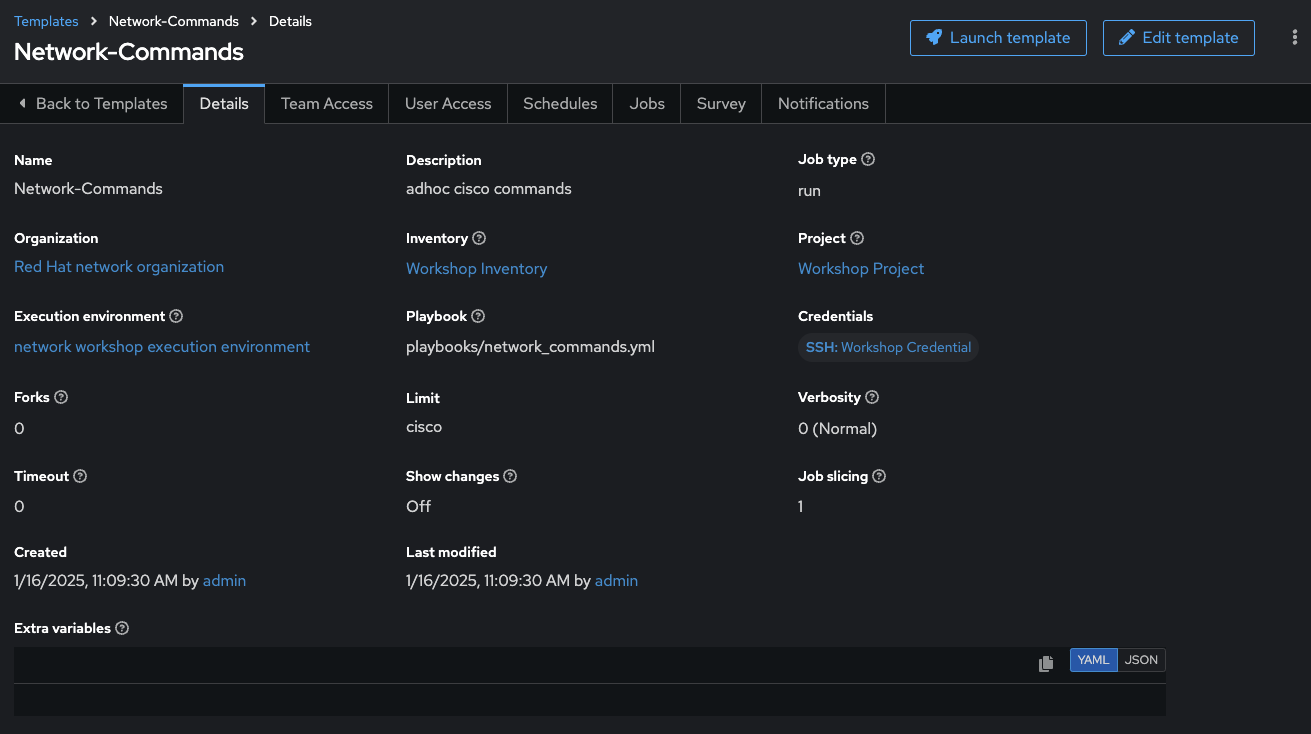 Templates > Network-Commands > Details
Network-Commands
Launch template
Edit template
Back to Templates
Details
Team Access
User Access
Schedules
Jobs
Survey
Notifications
Name
Network-Commands
Description
adhoc cisco commands
Job type
run
Organization
Red Hat network organization
Inventory
Workshop Inventory
Project
Workshop Project
Execution environment
network workshop execution environment
Playbook
playbooks/network_commands.yml
Credentials
SSH: Workshop Credential
Forks
0
Limit
cisco
Verbosity
0 (Normal)
Timeout
0
Show changes
Off
Job slicing
1
Created
1/16/2025, 11:09:30 AM by admin
Last modified
1/16/2025, 11:09:30 AM by admin
Extra variables
YAML
JSON